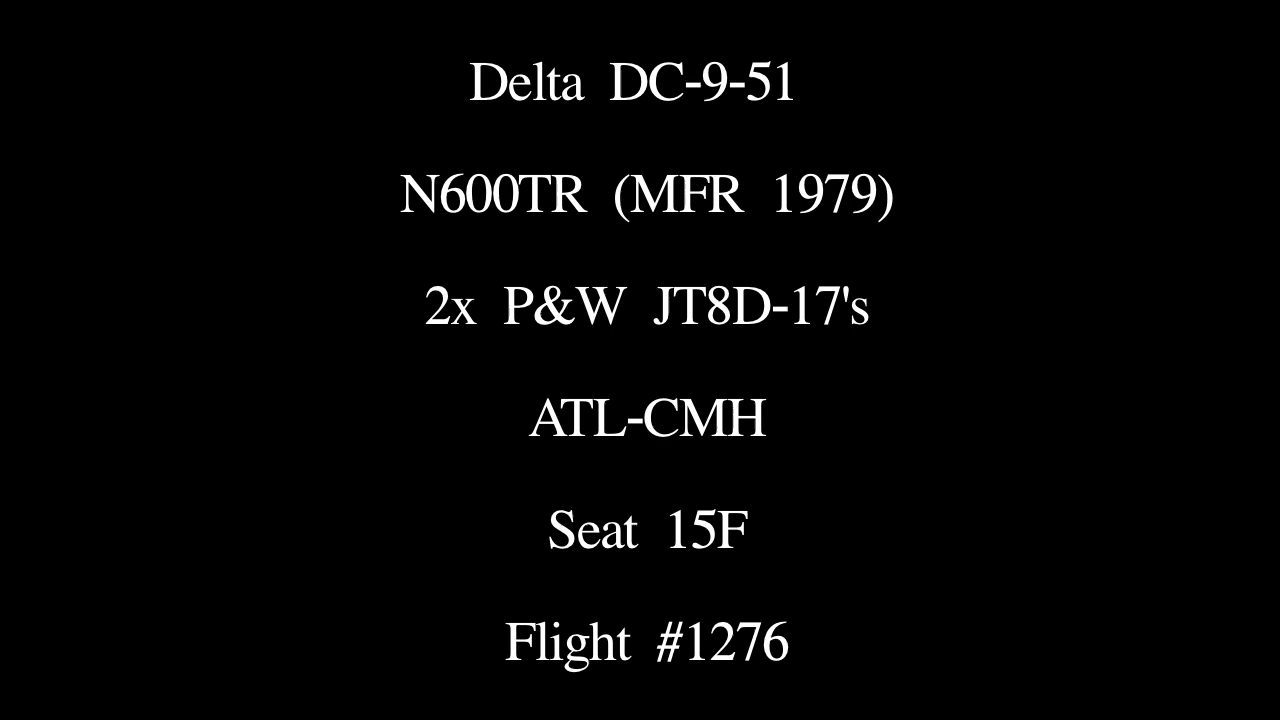 Delta DC-9-51
N600TR (MFR 1979)
2x P&W JT8D-17's
ATL-CMH
Seat 15F
Flight #1276